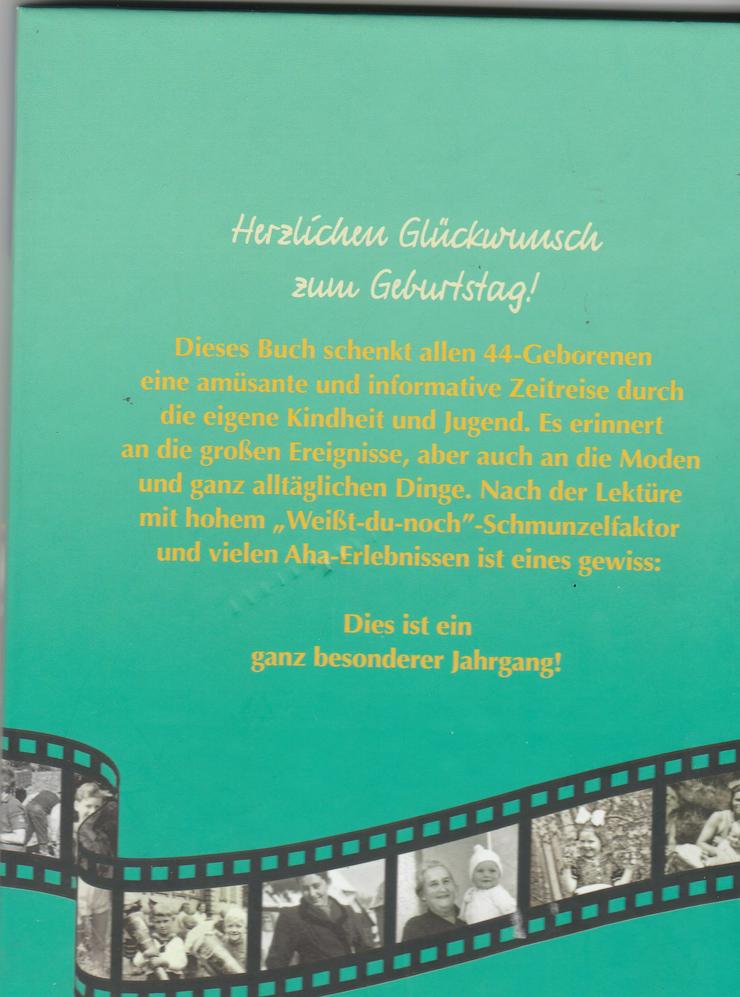 Herzlichen Glückwunsch
zum Geburtstag!
Dieses Buch schenkt allen 44-Geborenen
eine amüsante und informative Zeitreise durch
die eigene Kindheit und Jugend. Es erinnert
an die großen Ereignisse, aber auch an die Moden
und ganz alltäglichen Dinge. Nach der Lektüre
mit hohem „Weißt-du-noch”-Schmunzelfaktor
und vielen Aha-Erlebnissen ist eines gewiss:
Dies ist ein
ganz besonderer Jahrgang!